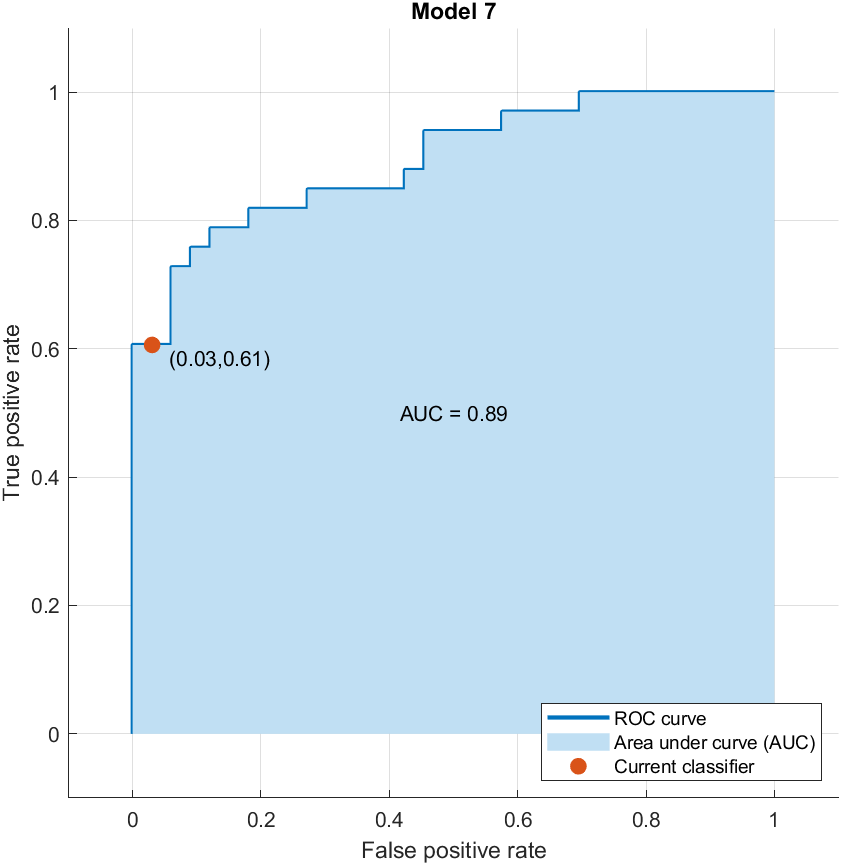 Model 7
1
0.8
0.6
0.4
0.2
0
True positive rate
(0.03,0.61)
AUC = 0.89
ROC curve
Area under curve (AUC)
Current classifier
0 0.2 0.4 0.6 0.8 1
False positive rate